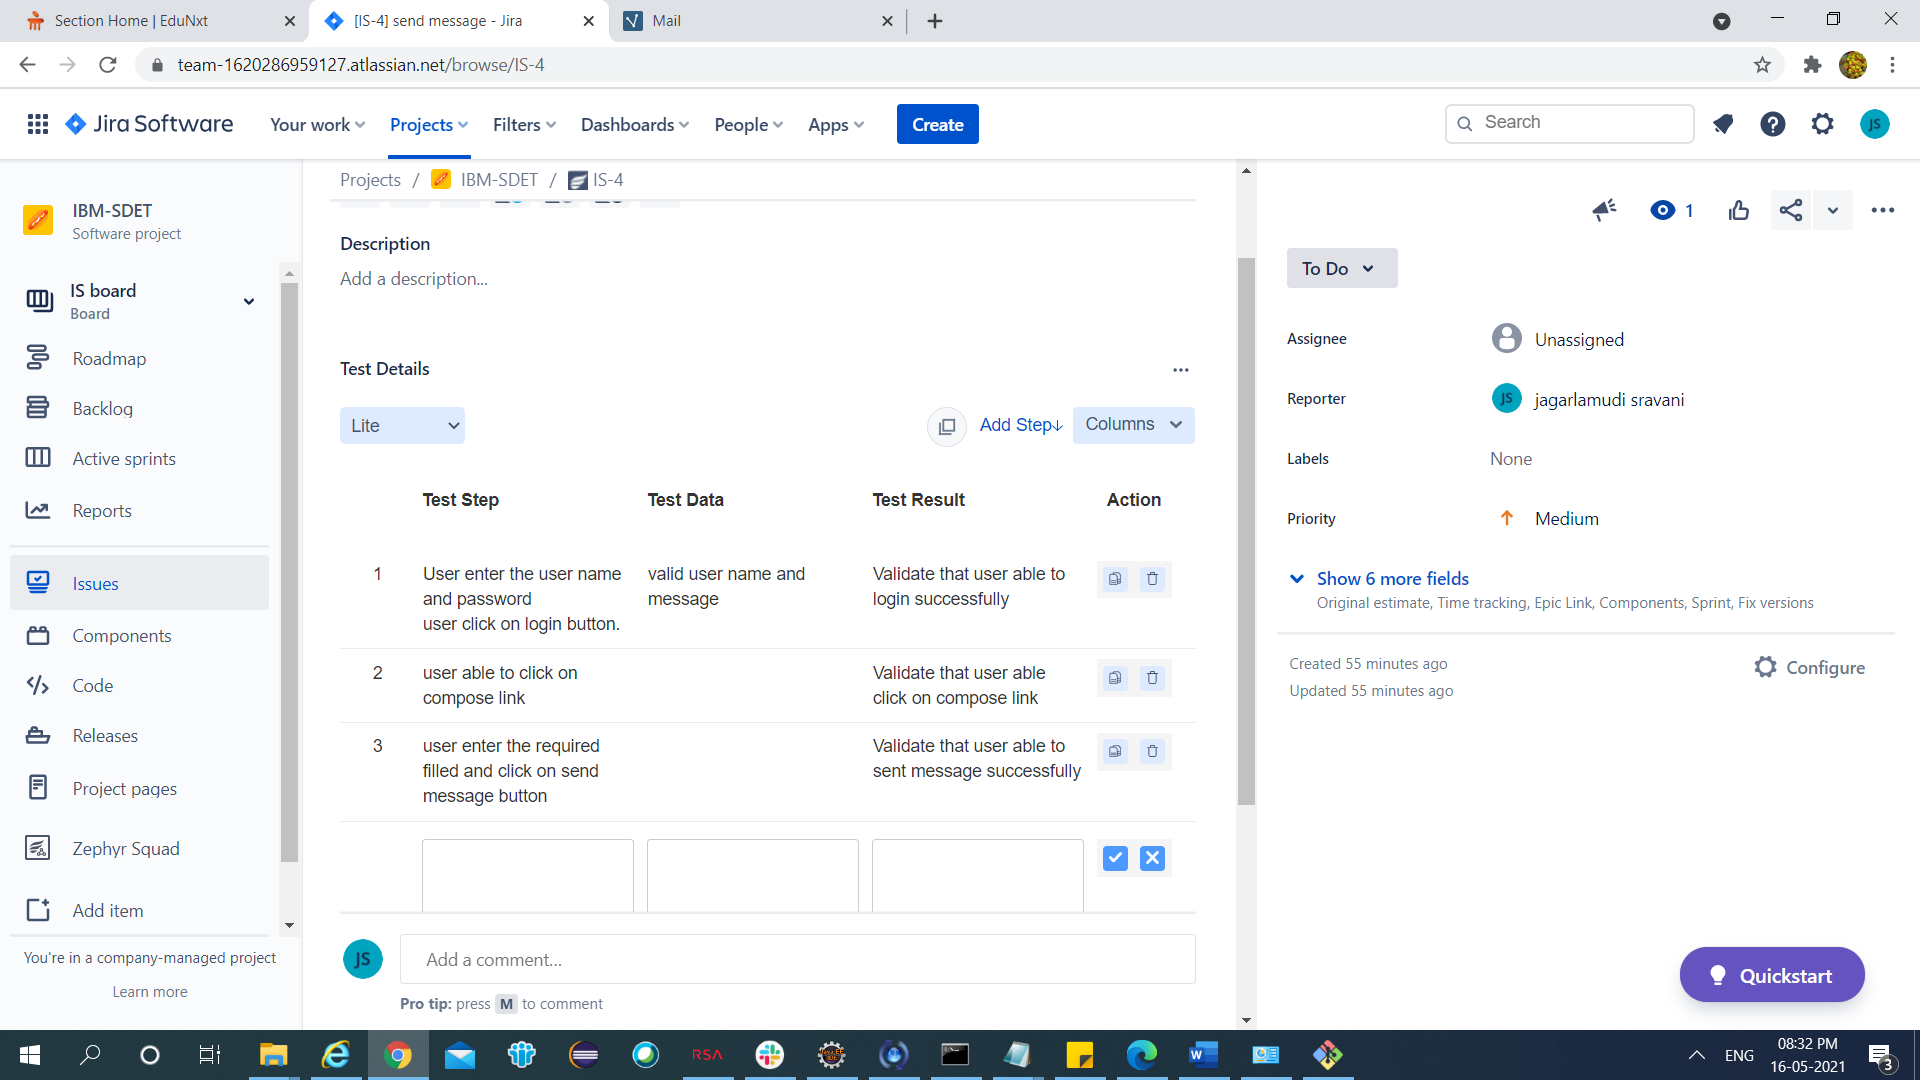 Section Home | EduNxt
[IS-4] send message - Jira
Mail
team-1620286959127.atlassian.net/browse/IS-4
Jira Software
Your work
Projects
Filters
Dashboards
People
Apps
Create
Search
JS
Projects / IBM-SDET / IS-4
IBM-SDET
Software project
IS board
Board
Roadmap
Backlog
Active sprints
Reports
Issues
Components
Code
Releases
Project pages
Zephyr Squad
Add item
You're in a company-managed project
Learn more
Description
Add a description...
Test Details
Lite
Add Step↓
Columns
Test Step Test Data Test Result Action
1 User enter the user name valid user name and Validate that user able to
and password message login successfully
user click on login button.
2 user able to click on Validate that user able
compose link click on compose link
3 user enter the required Validate that user able to
filled and click on send sent message successfully
message button
JS
Add a comment...
Pro tip: press M to comment
1
To Do
Assignee Unassigned
Reporter JS jagarlamudi sravani
Labels None
Priority Medium
Show 6 more fields
Original estimate, Time tracking, Epic Link, Components, Sprint, Fix versions
Created 55 minutes ago
Configure
Updated 55 minutes ago
Quickstart
RSA
ENG
08:32 PM
16-05-2021
3